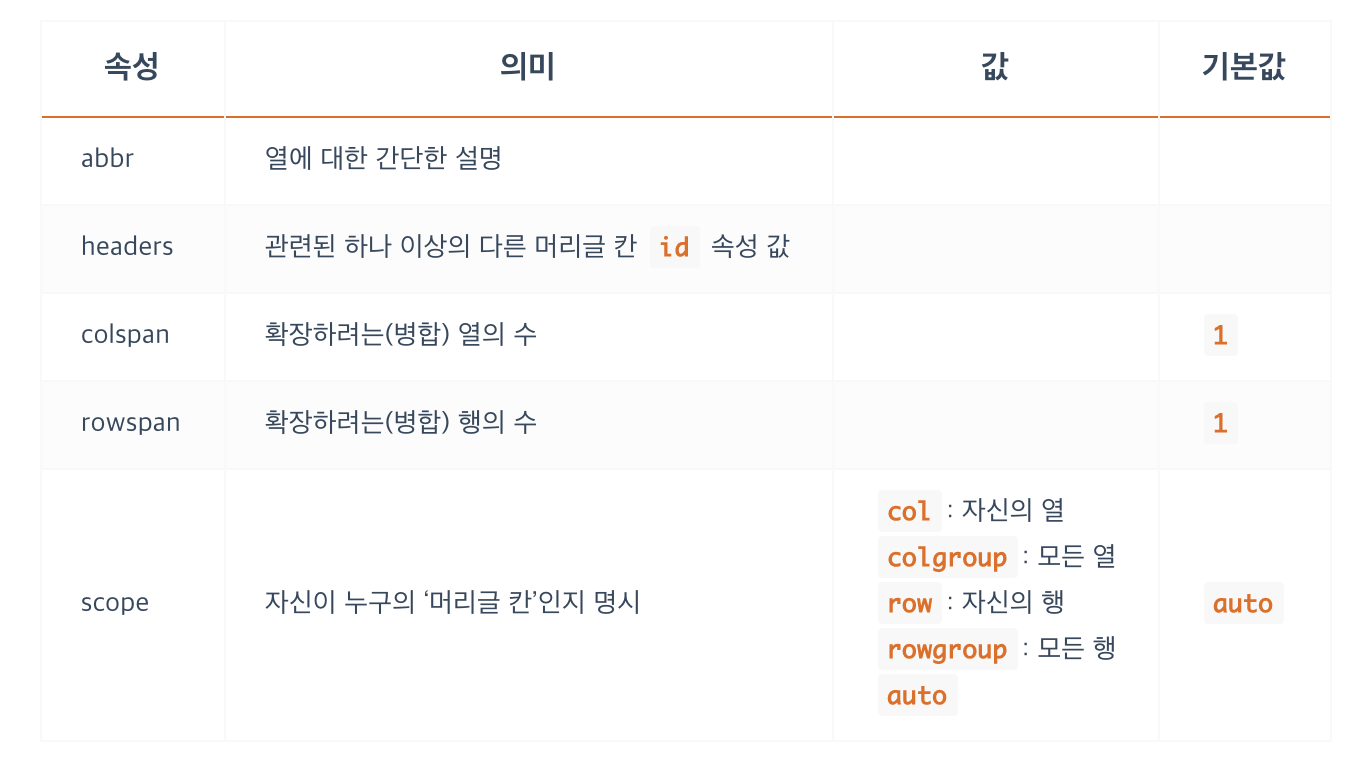 속성 의미 값 기본값
abbr 열에 대한 간단한 설명
headers 관련된 하나 이상의 다른 머리글 칸 id 속성 값
colspan 확장하려는(병합) 열의 수 1
rowspan 확장하려는(병합) 행의 수 1
scope 자신이 누구의 ‘머리글 칸’인지 명시
col : 자신의 열
colgroup : 모든 열
row : 자신의 행
rowgroup : 모든 행
auto
auto